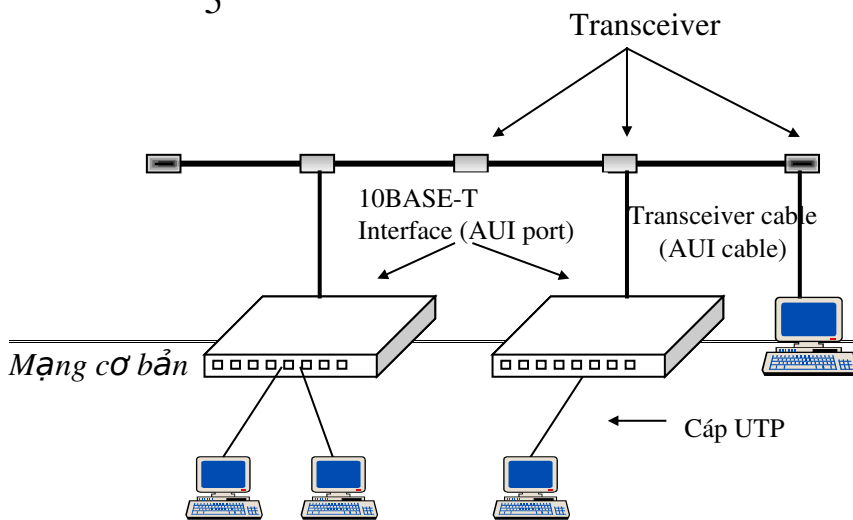 Transceiver
10BASE-T
Interface (AUI port)
Transceiver cable
(AUI cable)
Mạng cơ bản
Cáp UTP